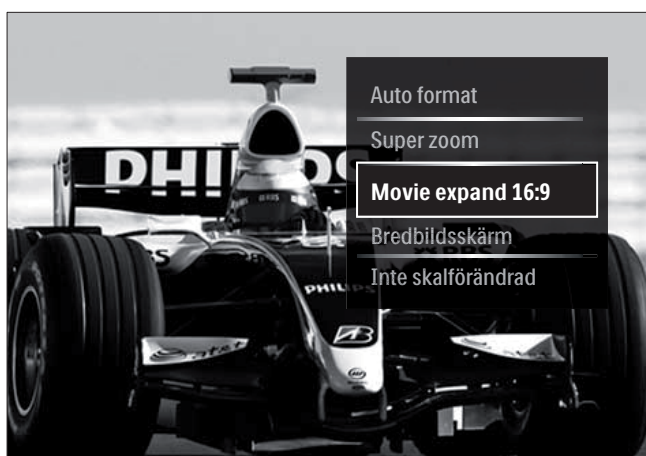 Auto format
Super zoom
Movie expand 16:9
Bredbildsskärm
Inte skalförändrad
PHILIPS